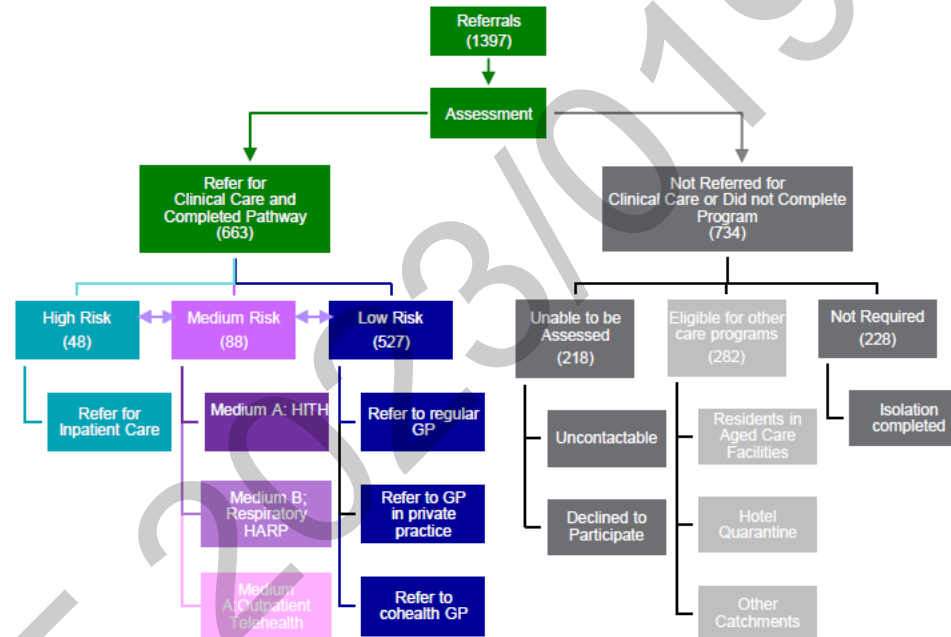 Referrals
(1397)
Assessment
Refer for
Clinical Care and
Completed Pathway
(663)
Not Referred for
Clinical Care or Did not Complete
Program
(734)
High Risk
(48)
Medium Risk
(88)
Low Risk
(527)
Unable to be
Assessed
(218)
Eligible for other
care programs
(282)
Not Required
(228)
Refer for
Inpatient Care
Medium A: HITH
Refer to regular
GP
Uncontactable
Residents in
Aged Care
Facilities
Isolation
completed
Medium B;
Respiratory
HARP
Refer to GP
in private
practice
Declined to
Participate
Hotel
Quarantine
Medium
A;Outpatient
Telehealth
Refer to
cohealth GP
Other
Catchments
2023/019